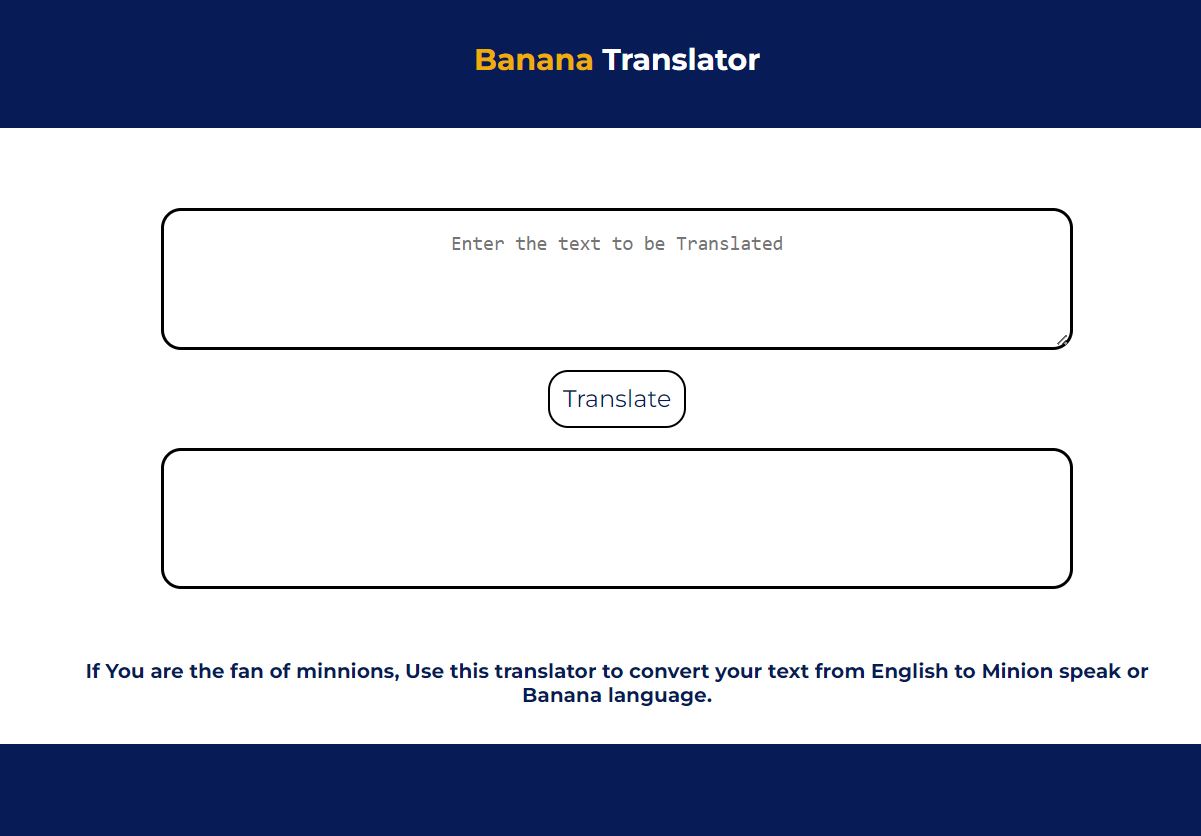 Banana Translator
Enter the text to be Translated
Translate
If You are the fan of minnions, Use this translator to convert your text from English to Minion speak or
Banana language.